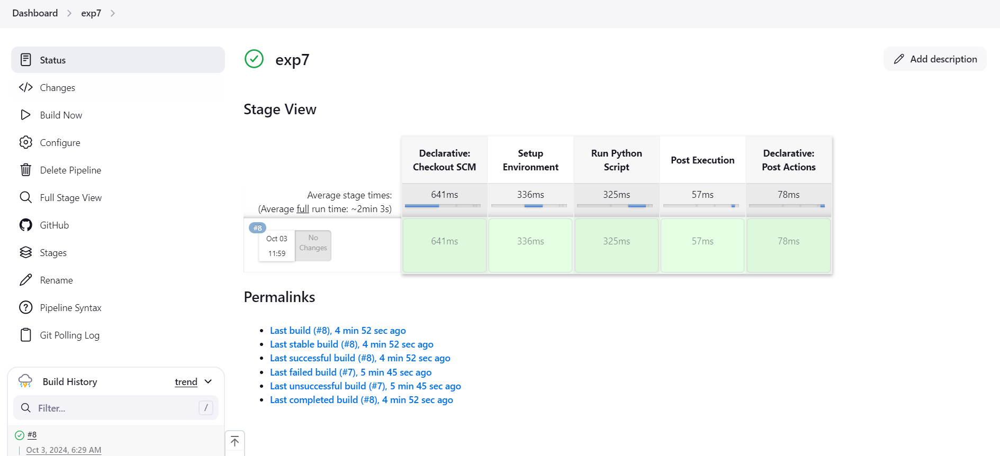 Dashboard
exp7
Status
Changes
Build Now
Configure
Delete Pipeline
Full Stage View
GitHub
Stages
Rename
Pipeline Syntax
Git Polling Log
Build History
trend
Filter...
/
#8
Oct 3, 2024, 6:29 AM
exp7
Add description
Stage View
Declarative:
Checkout SCM
Setup
Environment
Run Python
Script
Post Execution
Declarative:
Post Actions
Average stage times:
(Average full run time: ~2min 3s)
641ms
336ms
325ms
57ms
78ms
#8
Oct 03
11:59
No
Changes
641ms
336ms
325ms
57ms
78ms
Permalinks
Last build (#8), 4 min 52 sec ago
Last stable build (#8), 4 min 52 sec ago
Last successful build (#8), 4 min 52 sec ago
Last failed build (#7), 5 min 45 sec ago
Last unsuccessful build (#7), 5 min 45 sec ago
Last completed build (#8), 4 min 52 sec ago